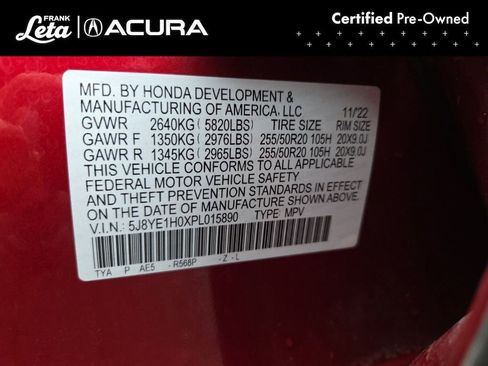 FRANK
Leta
ACURA
Certified Pre-Owned
MFD. BY HONDA DEVELOPMENT &
MANUFACTURING OF AMERICA, LLC 11/'22
GVWR 2640KG (5820LBS) TIRE SIZE RIM SIZE
GAWR F 1350KG (2976LBS) 255/50R20 105H 20X9.0J
GAWR R 1345KG (2965LBS) 255/50R20 105H 20X9.0J
THIS VEHICLE CONFORMS TO ALL APPLICABLE
FEDERAL MOTOR VEHICLE SAFETY STANDARDS IN EFFECT
ON THE DATE OF MANUFACTURE SHOWN ABOVE.
V.I.N.: 5J8YE1H0XPL015890 TYPE: MPV
TYA P AE5 - R568P - Z - L